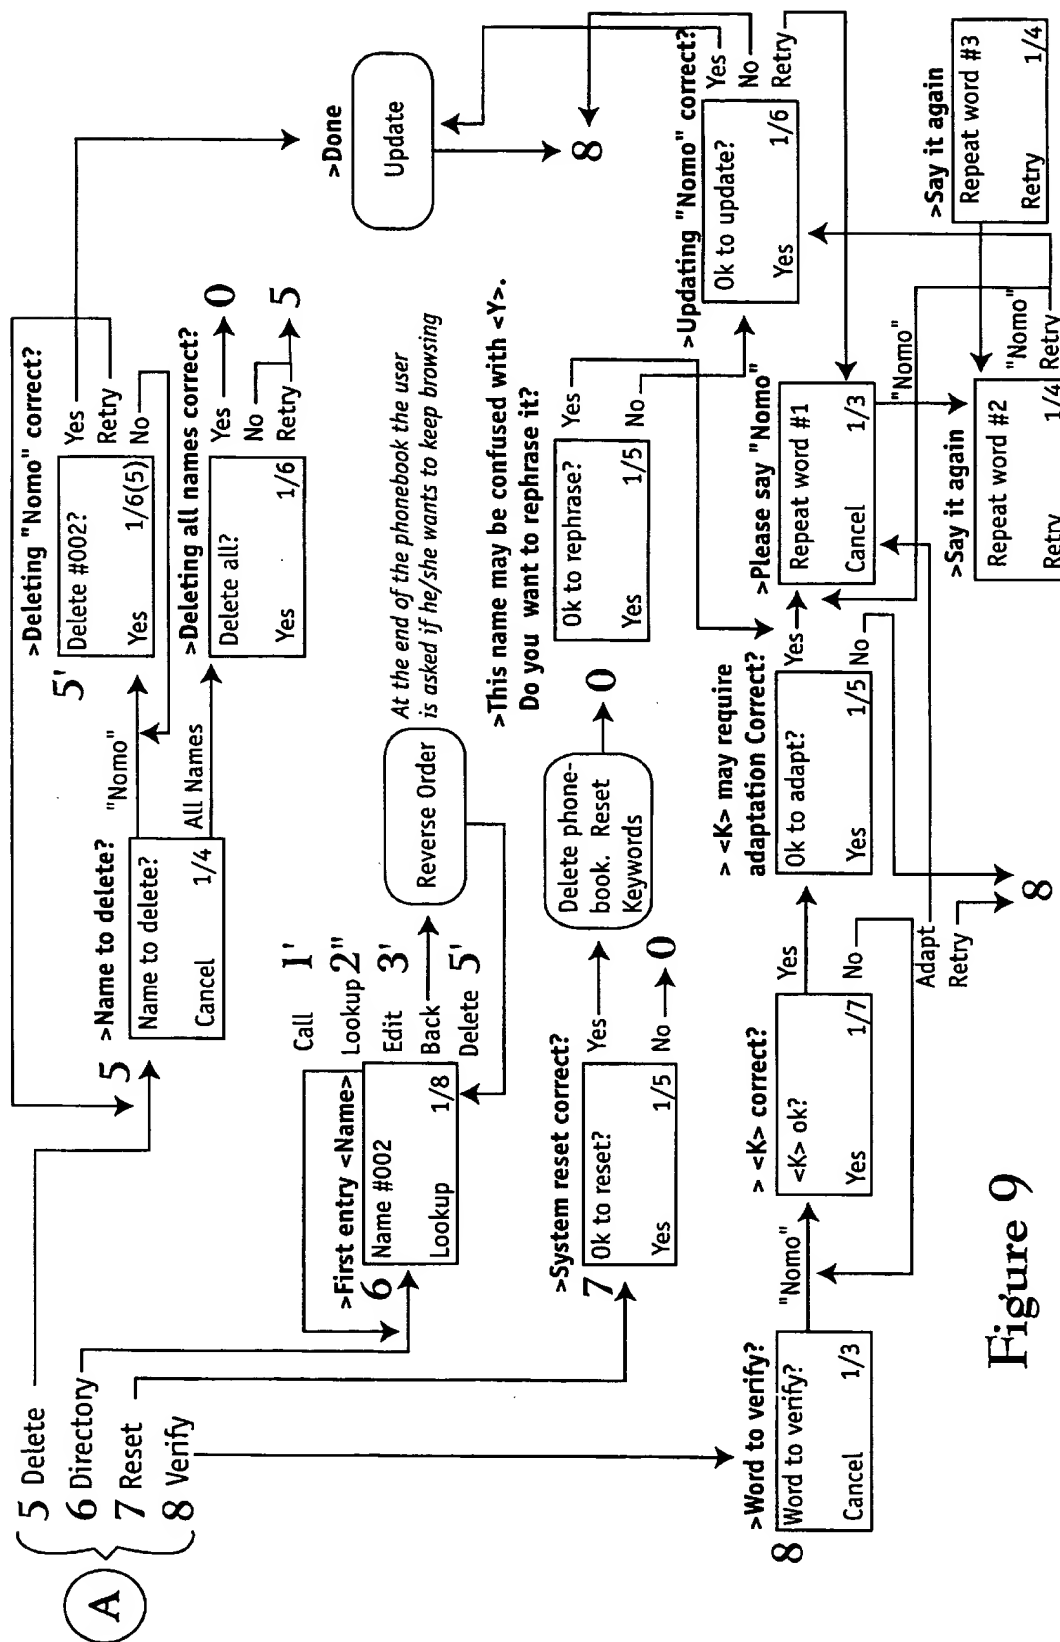 A
5 Delete
6 Directory
7 Reset
8 Verify
5
>Name to delete?
Name to delete?
Cancel 1/4
"Nomo"
All Names
5'
>Deleting "Nomo" correct?
Delete #002?
Yes 1/6(5)
Yes
Retry
No
>Deleting all names correct?
Delete all?
Yes 1/6
Yes
No
Retry
0
5
>Done
Update
8
6
>First entry <Name>
Name #002
Lookup 1/8
Call 1'
Lookup 2"
Edit 3'
Back
Delete 5'
Reverse Order
At the end of the phonebook the user
is asked if he/she wants to keep browsing
7
>System reset correct?
Ok to reset?
Yes 1/5
Yes
No
0
Delete phone-
book. Reset
Keywords
0
>This name may be confused with <Y>.
Do you want to rephrase it?
Ok to rephrase?
Yes 1/5
Yes
No
>Updating "Nomo" correct?
Ok to update?
Yes 1/6
Yes
No
Retry
8
>Word to verify?
Word to verify?
Cancel 1/3
"Nomo"
> <K> correct?
<K> ok?
Yes 1/7
Yes
No
Adapt
Retry
8
> <K> may require
adaptation Correct?
Ok to adapt?
Yes 1/5
Yes
No
>Please say "Nomo"
Repeat word #1
Cancel 1/3
"Nomo"
>Say it again
Repeat word #2
Retry 1/4
"Nomo"
Retry
>Say it again
Repeat word #3
Retry 1/4
Figure 9